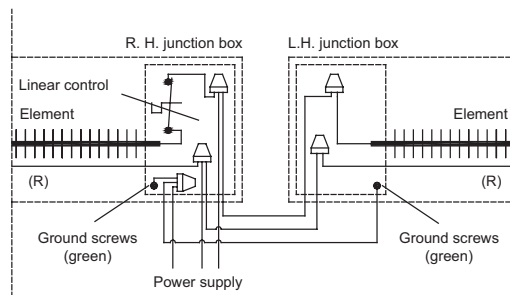 R. H. junction box
L.H. junction box
Linear control
Element
Element
(R)
(R)
Ground screws
(green)
Ground screws
(green)
Power supply